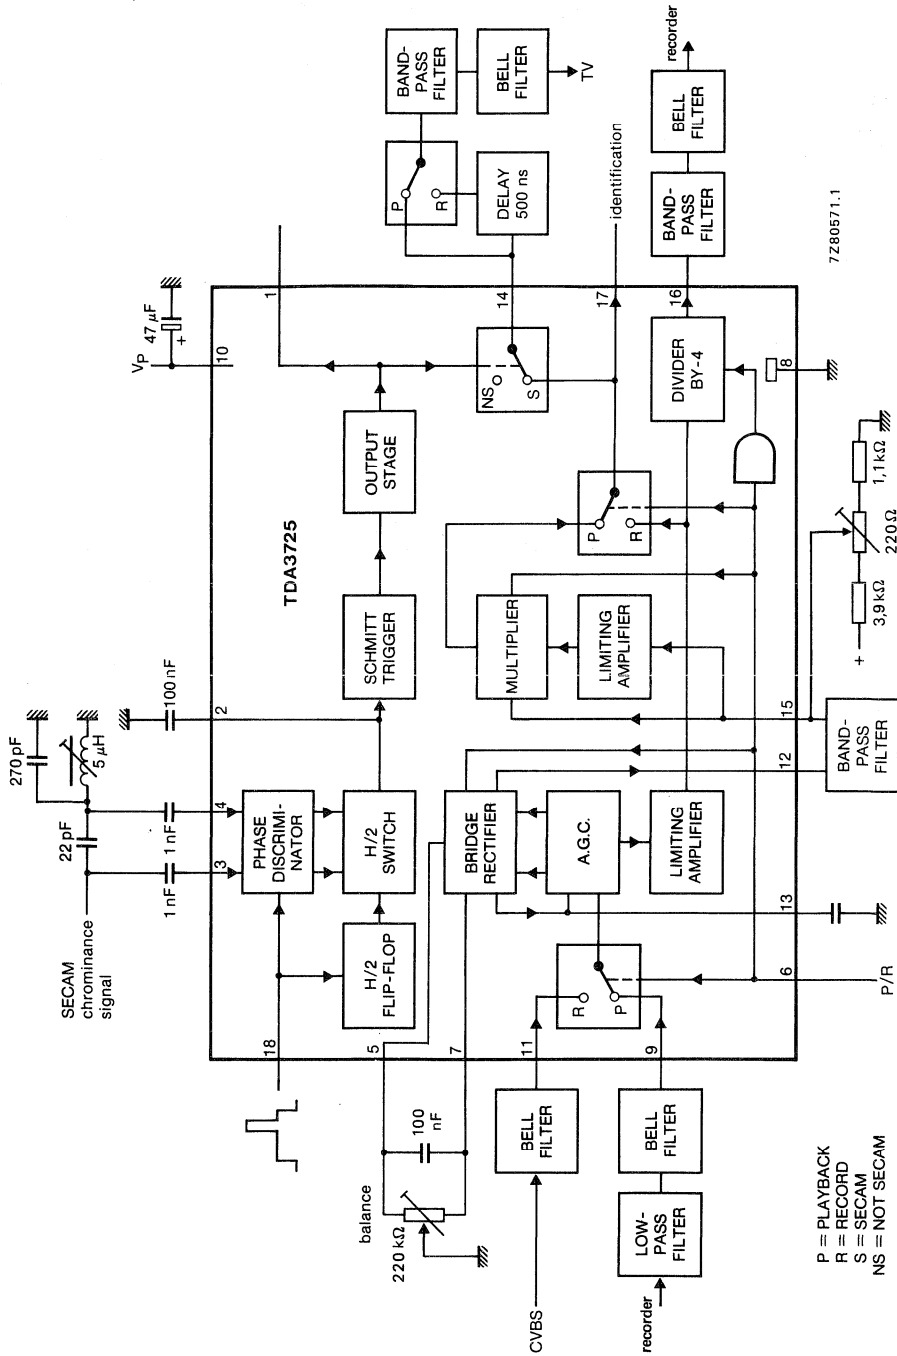 SECAM
chrominance
signal
22 pF
270 pF
5 µH
1 nF
1 nF
100 nF
VP
47 µF
+
18
3
4
2
10
1
TDA3725
PHASE
DISCRIMI-
NATOR
H/2
FLIP-FLOP
H/2
SWITCH
SCHMITT
TRIGGER
OUTPUT
STAGE
NS
S
14
P
R
DELAY
500 ns
BAND-
PASS
FILTER
BELL
FILTER
TV
balance
220 kΩ
100
nF
5
7
BRIDGE
RECTIFIER
A.G.C.
LIMITING
AMPLIFIER
MULTIPLIER
LIMITING
AMPLIFIER
P
R
17
identification
DIVIDER
BY-4
16
BAND-
PASS
FILTER
BELL
FILTER
recorder
CVBS
BELL
FILTER
11
R
P
recorder
LOW-
PASS
FILTER
BELL
FILTER
9
6
P/R
13
12
15
8
BAND-
PASS
FILTER
+
3,9 kΩ
220 Ω
1,1 kΩ
P = PLAYBACK
R = RECORD
S = SECAM
NS = NOT SECAM
7Z80571.1